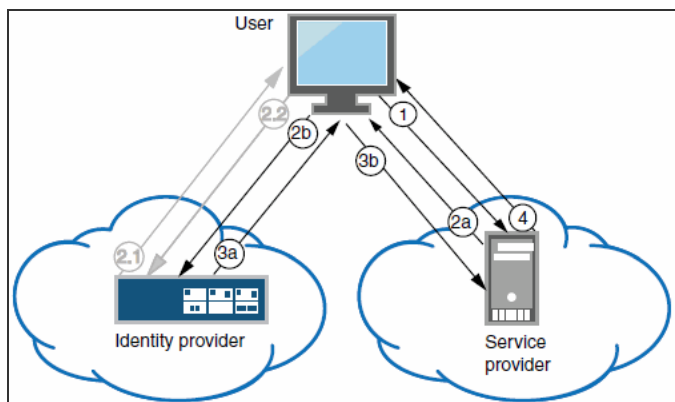 User
2.2
1
2b
3b
2.1
3a
2a
4
Identity provider
Service
provider